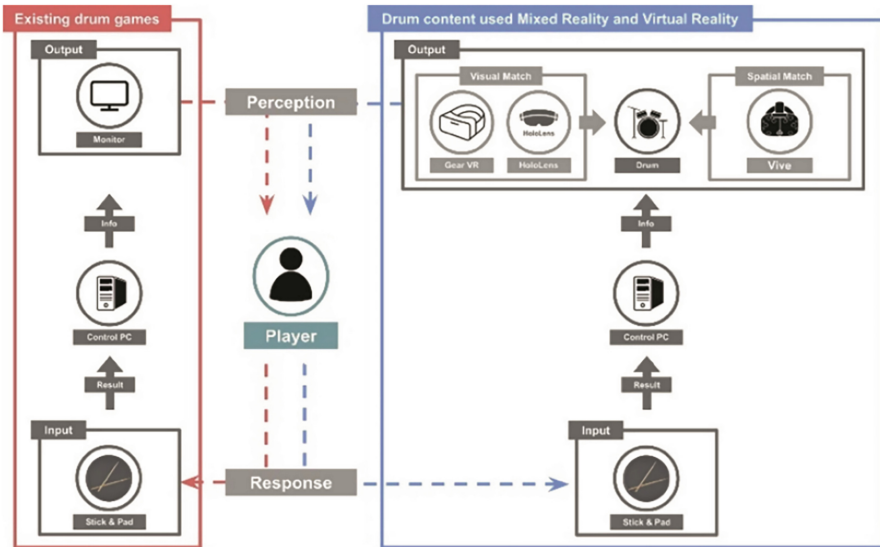 Existing drum games
Drum content used Mixed Reality and Virtual Reality
Output
Monitor
Info
Control PC
Result
Input
Stick & Pad
Perception
Player
Response
Output
Visual Match
Gear VR
HoloLens
HoloLens
Drum
Spatial Match
Vive
Info
Control PC
Result
Input
Stick & Pad